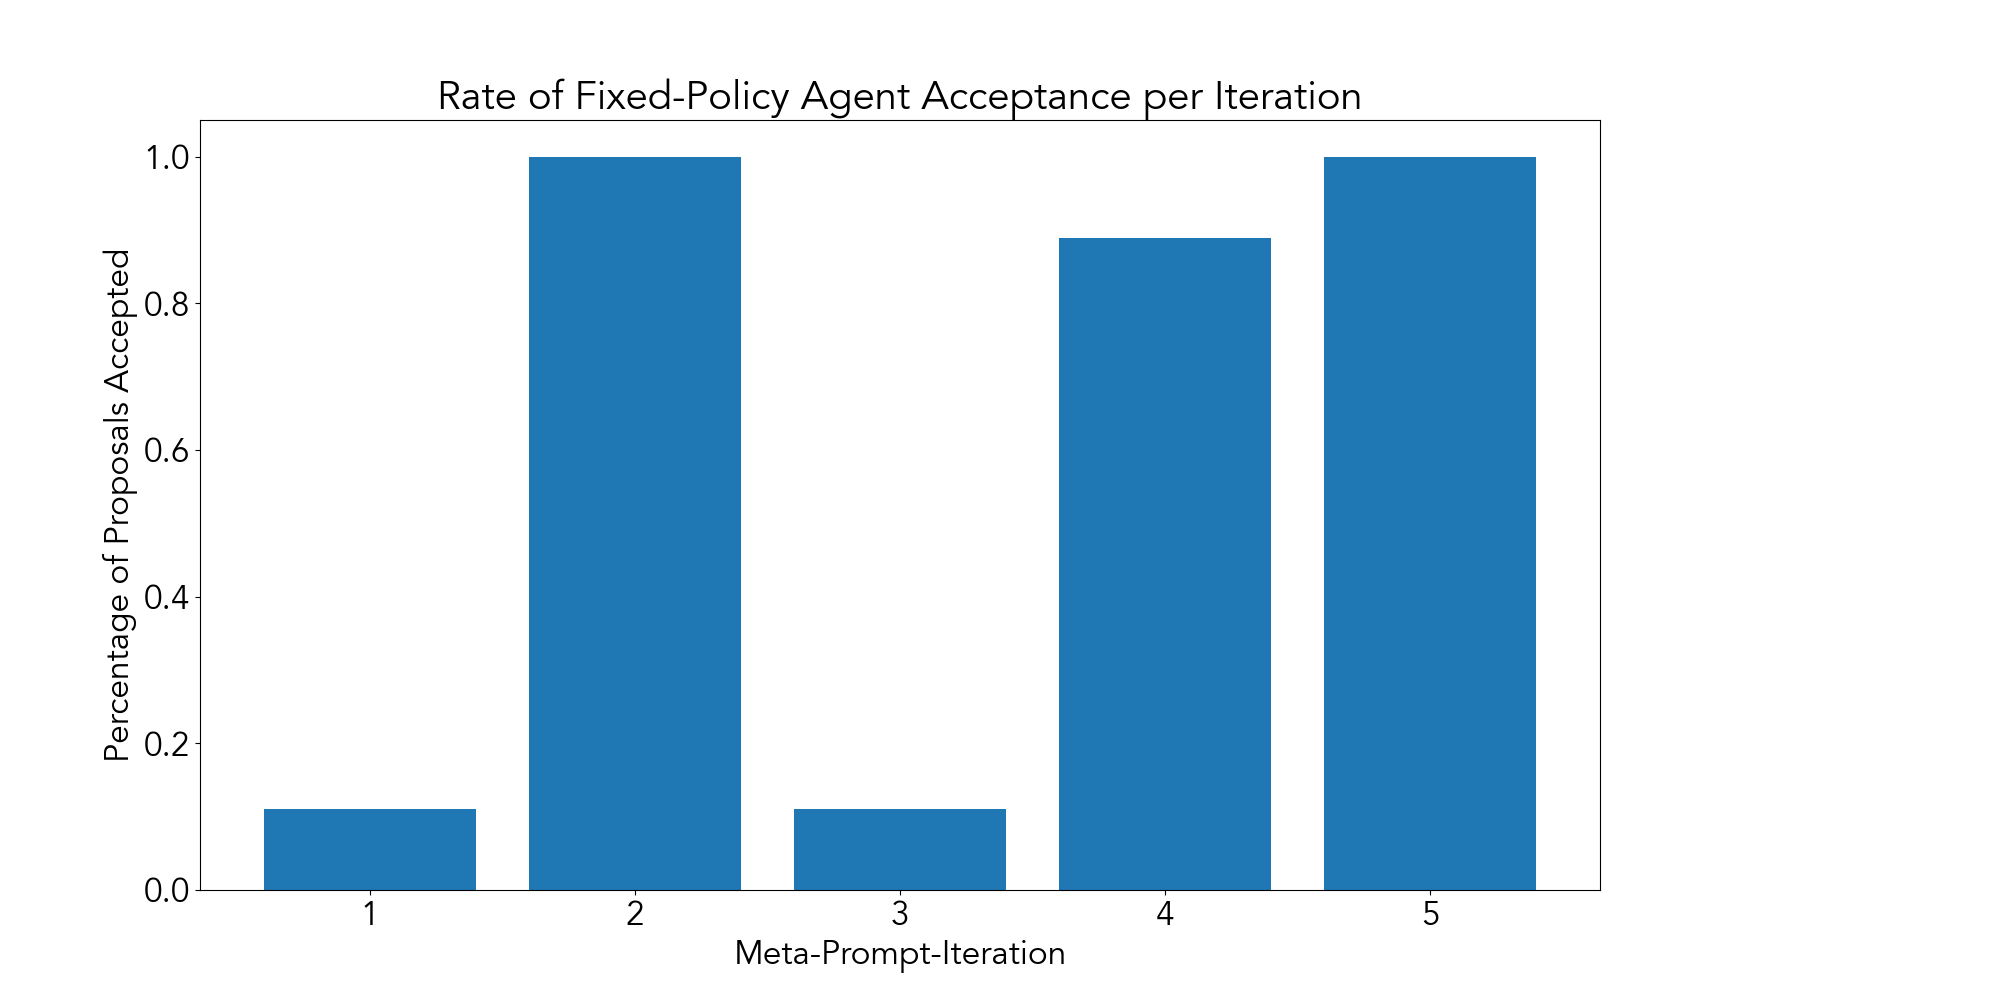 Rate of Fixed-Policy Agent Acceptance per Iteration
Percentage of Proposals Accepted
1.0
0.8
0.6
0.4
0.2
0.0
1 2 3 4 5
Meta-Prompt-Iteration